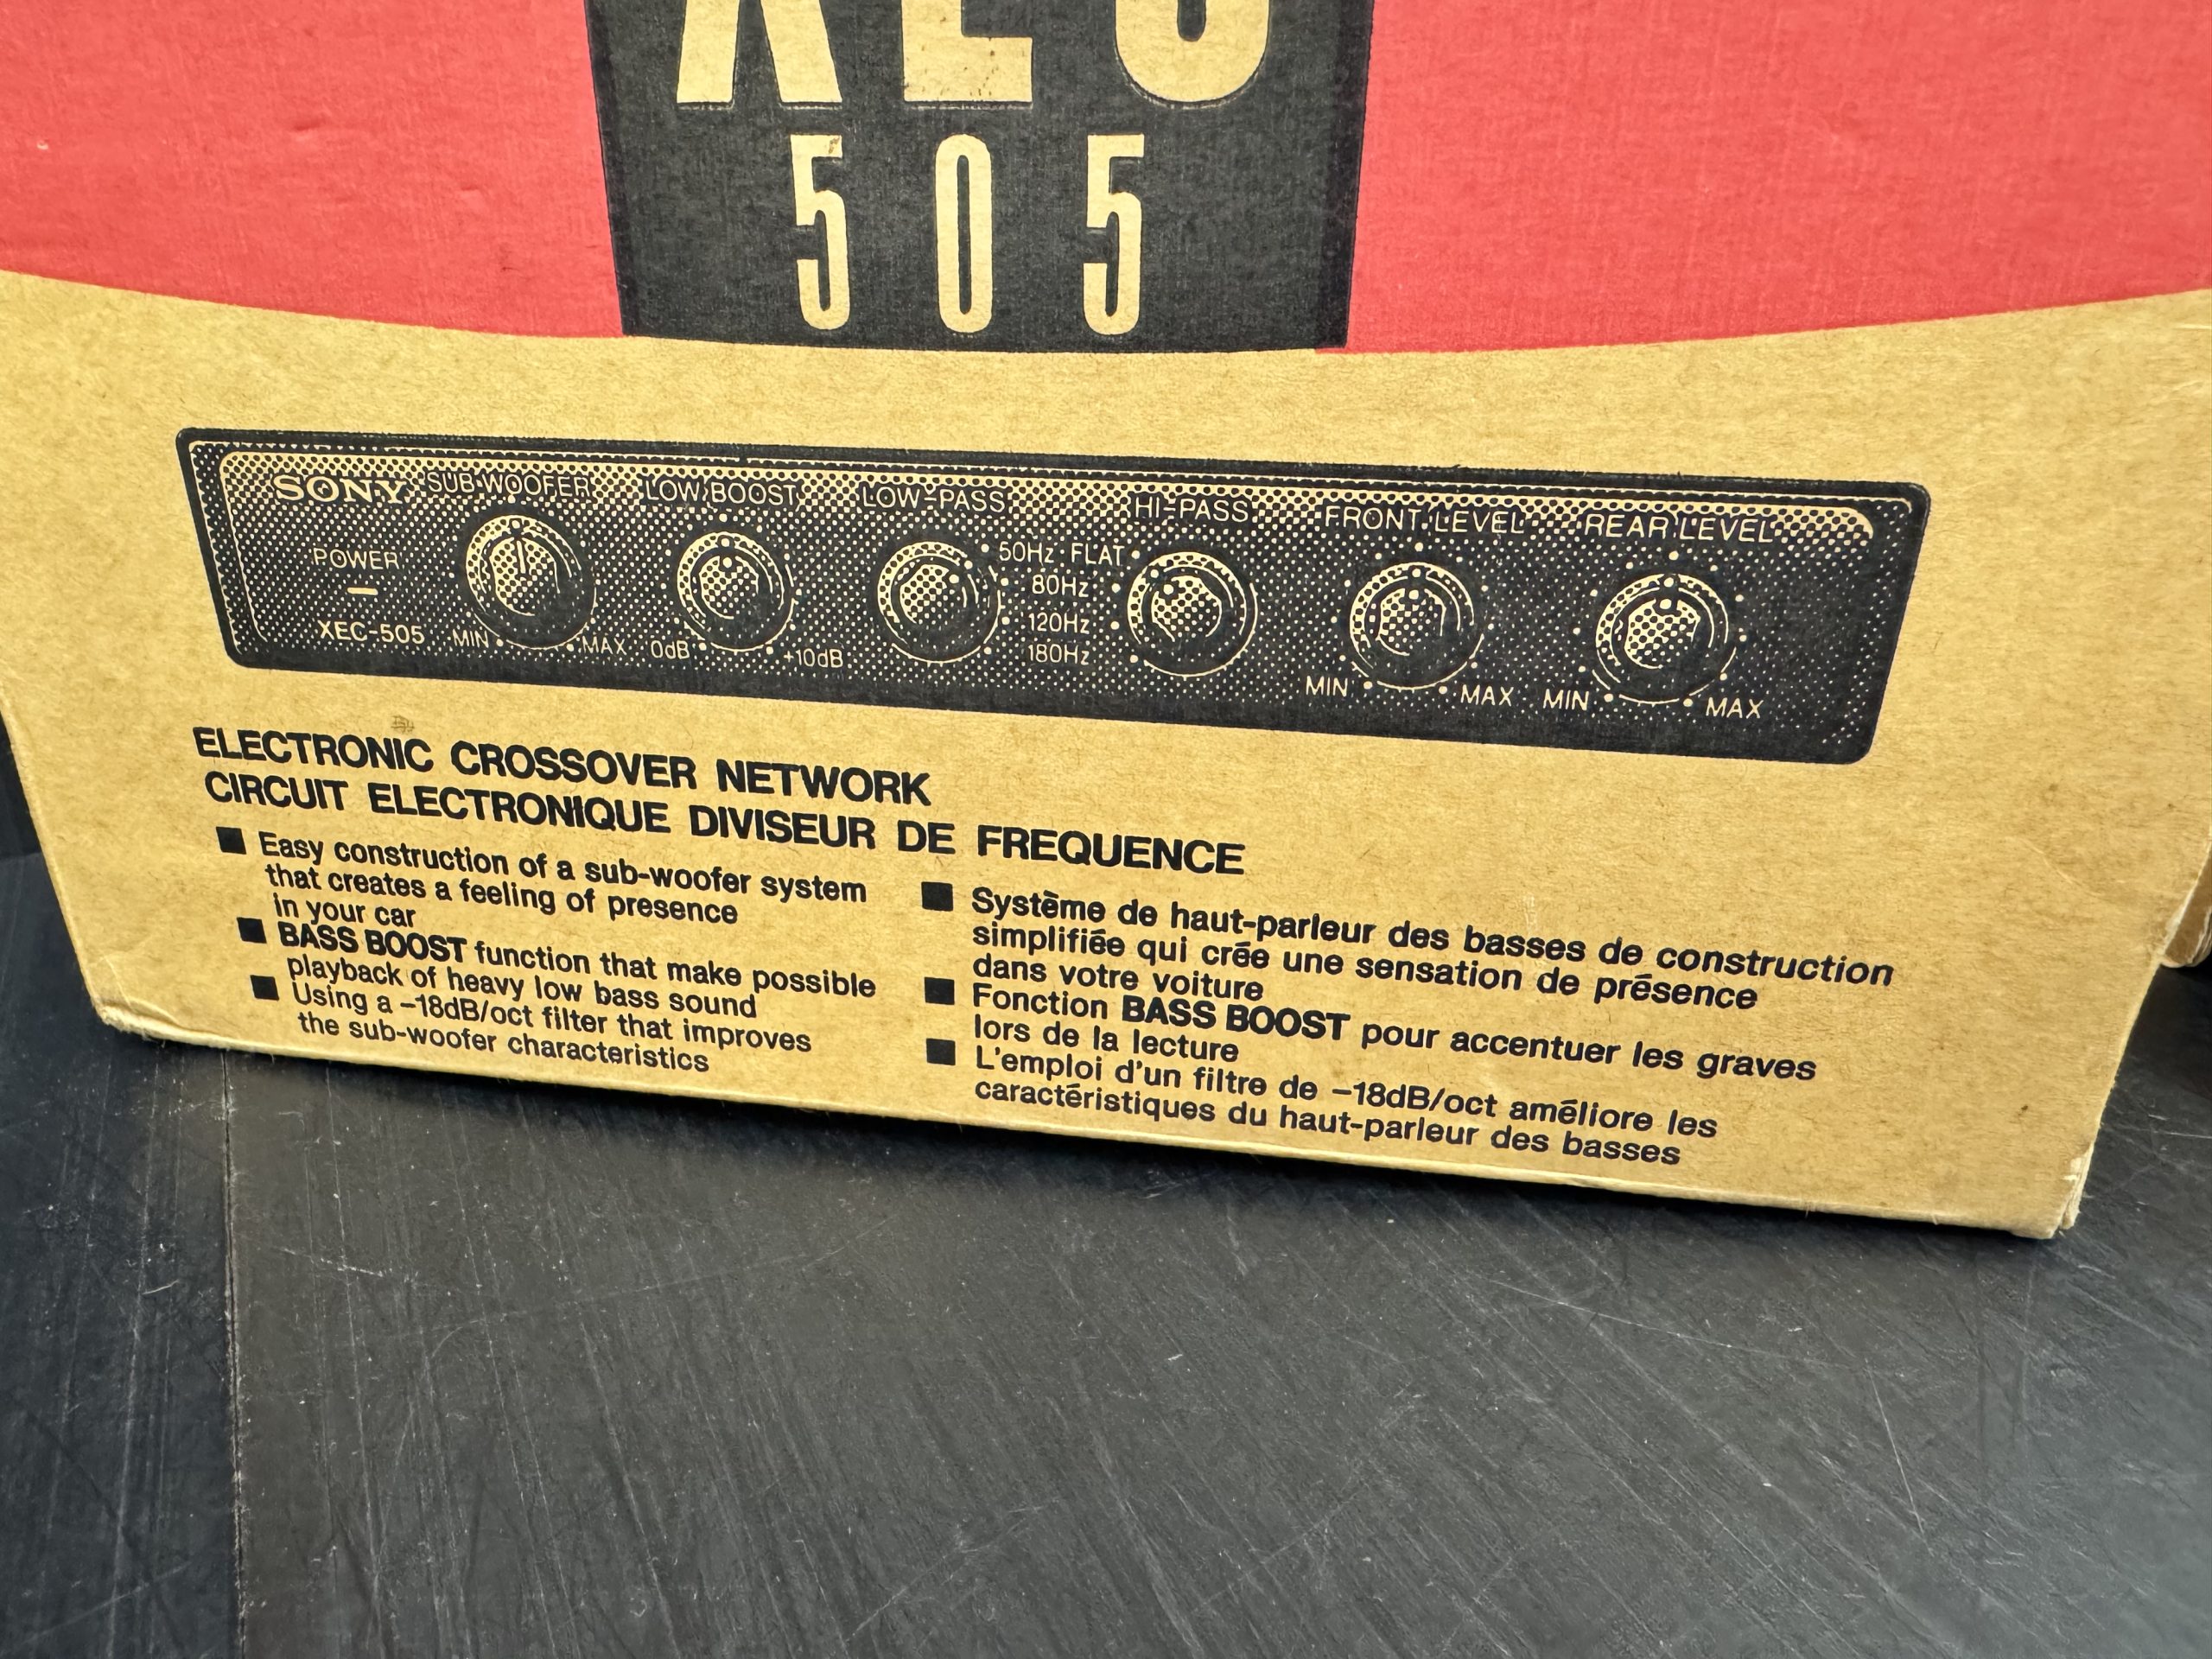 XEC
505
SONY SUB WOOFER LOW BOOST LOW-PASS HI-PASS FRONT LEVEL REAR LEVEL
POWER 50Hz FLAT
80Hz
120Hz
XEC-505 MIN MAX 0dB +10dB 180Hz MIN MAX MIN MAX
ELECTRONIC CROSSOVER NETWORK
CIRCUIT ELECTRONIQUE DIVISEUR DE FREQUENCE
■ Easy construction of a sub-woofer system
that creates a feeling of presence
in your car
■ BASS BOOST function that make possible
playback of heavy low bass sound
■ Using a –18dB/oct filter that improves
the sub-woofer characteristics
■ Système de haut-parleur des basses de construction
simplifiée qui crée une sensation de présence
dans votre voiture
■ Fonction BASS BOOST pour accentuer les graves
lors de la lecture
■ L'emploi d'un filtre de –18dB/oct améliore les
caractéristiques du haut-parleur des basses